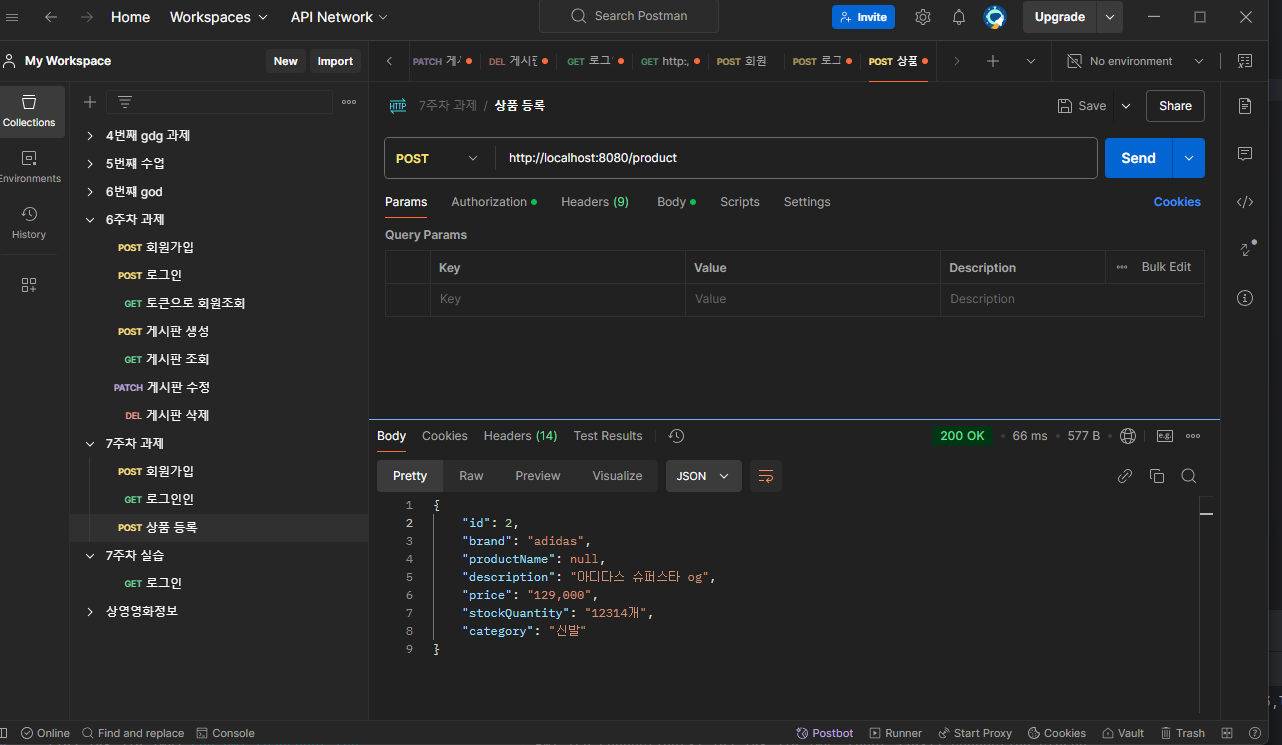 Home Workspaces API Network Search Postman Invite Upgrade
My Workspace New Import PATCH 게 DEL 게시판 GET 로그 GET http:/ POST 회원 POST 로그 POST 상품 No environment
Collections
Environments
History
4번째 gdg 과제
5번째 수업
6번째 god
6주차 과제
POST 회원가입
POST 로그인
GET 토큰으로 회원조회
POST 게시판 생성
GET 게시판 조회
PATCH 게시판 수정
DEL 게시판 삭제
7주차 과제
POST 회원가입
GET 로그인인
POST 상품 등록
7주차 실습
GET 로그인
상영영화정보
HTTP 7주차 과제 / 상품 등록 Save Share
POST http://localhost:8080/product Send
Params Authorization Headers (9) Body Scripts Settings Cookies
Query Params
Key Value Description Bulk Edit
Key Value Description
Body Cookies Headers (14) Test Results 200 OK 66 ms 577 B e.g.
Pretty Raw Preview Visualize JSON
1 {
2 "id": 2,
3 "brand": "adidas",
4 "productName": null,
5 "description": "아디다스 슈퍼스타 og",
6 "price": "129,000",
7 "stockQuantity": "12314개",
8 "category": "신발"
9 }
Online Find and replace Console Postbot Runner Start Proxy Cookies Vault Trash